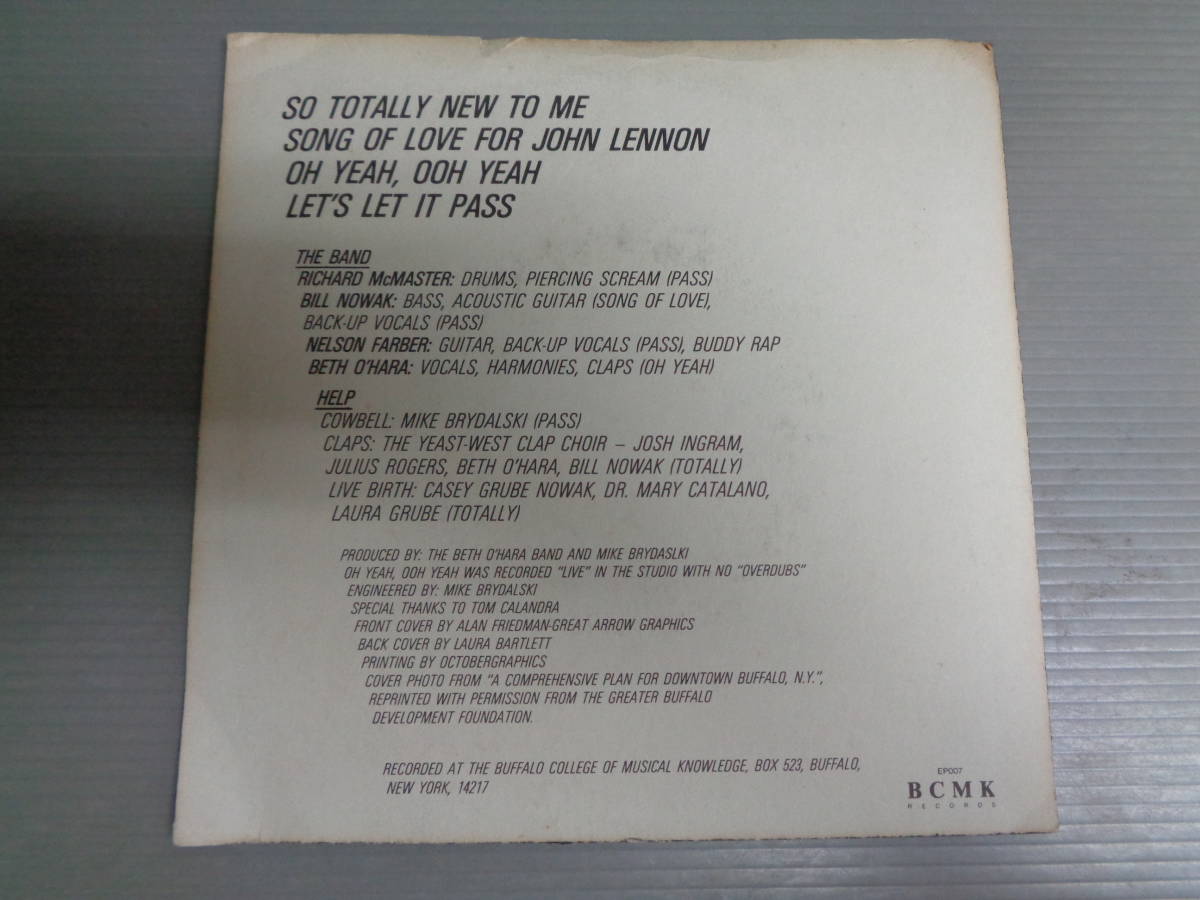 SO TOTALLY NEW TO ME
SONG OF LOVE FOR JOHN LENNON
OH YEAH, OOH YEAH
LET'S LET IT PASS
THE BAND
RICHARD McMASTER: DRUMS, PIERCING SCREAM (PASS)
BILL NOWAK: BASS, ACOUSTIC GUITAR (SONG OF LOVE),
BACK-UP VOCALS (PASS)
NELSON FARBER: GUITAR, BACK-UP VOCALS (PASS), BUDDY RAP
BETH O'HARA: VOCALS, HARMONIES, CLAPS (OH YEAH)
HELP
COWBELL: MIKE BRYDALSKI (PASS)
CLAPS: THE YEAST-WEST CLAP CHOIR – JOSH INGRAM,
JULIUS ROGERS, BETH O'HARA, BILL NOWAK (TOTALLY)
LIVE BIRTH: CASEY GRUBE NOWAK, DR. MARY CATALANO,
LAURA GRUBE (TOTALLY)
PRODUCED BY: THE BETH O'HARA BAND AND MIKE BRYDASLKI
OH YEAH, OOH YEAH WAS RECORDED "LIVE" IN THE STUDIO WITH NO "OVERDUBS"
ENGINEERED BY: MIKE BRYDALSKI
SPECIAL THANKS TO TOM CALANDRA
FRONT COVER BY ALAN FRIEDMAN-GREAT ARROW GRAPHICS
BACK COVER BY LAURA BARTLETT
PRINTING BY OCTOBERGRAPHICS
COVER PHOTO FROM "A COMPREHENSIVE PLAN FOR DOWNTOWN BUFFALO, N.Y.",
REPRINTED WITH PERMISSION FROM THE GREATER BUFFALO
DEVELOPMENT FOUNDATION.
RECORDED AT THE BUFFALO COLLEGE OF MUSICAL KNOWLEDGE, BOX 523, BUFFALO,
NEW YORK, 14217
EP007
BCMK
RECORDS